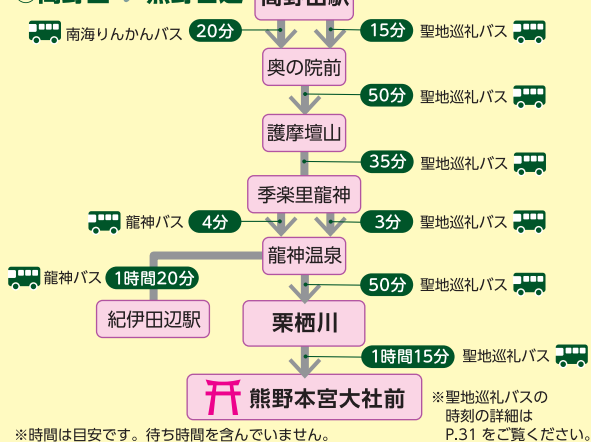 南海りんかんバス 20分 15分 聖地巡礼バス
奥の院前
50分 聖地巡礼バス
護摩壇山
35分 聖地巡礼バス
季楽里龍神
龍神バス 4分 3分 聖地巡礼バス
龍神温泉
龍神バス 1時間20分 50分 聖地巡礼バス
紀伊田辺駅
栗栖川
1時間15分 聖地巡礼バス
熊野本宮大社前
※聖地巡礼バスの
時刻の詳細は
P.31 をご覧ください。
※時間は目安です。待ち時間を含んでいません。